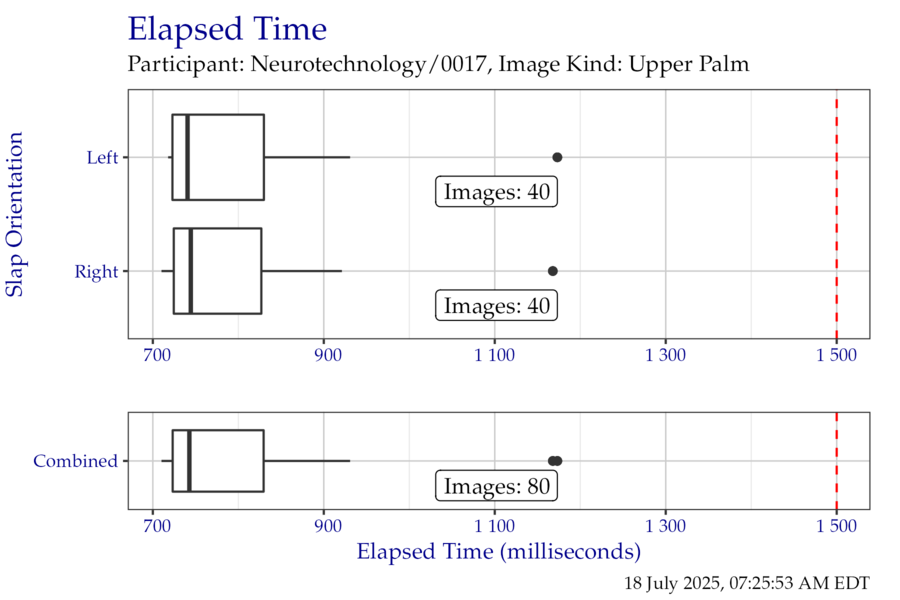 Elapsed Time
Participant: Neurotechnology/0017, Image Kind: Upper Palm
Slap Orientation
Left
Images: 40
Right
Images: 40
700 900 1 100 1 300 1 500
Combined
Images: 80
700 900 1 100 1 300 1 500
Elapsed Time (milliseconds)
18 July 2025, 07:25:53 AM EDT